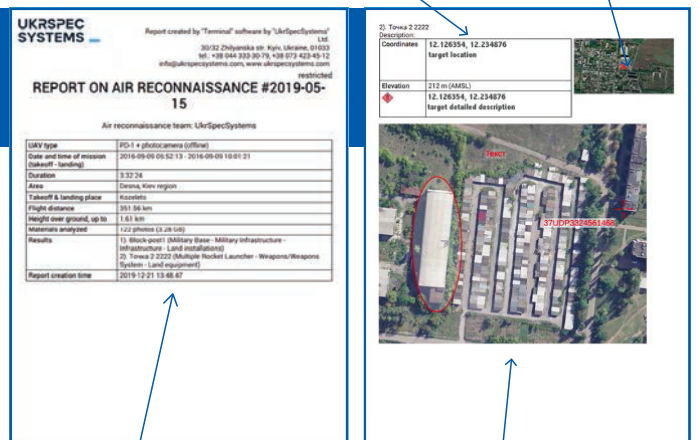 UKRSPEC
SYSTEMS
Report created by "Terminal" software by "UkrSpecSystems"
Ltd.
30/32 Zhilyanska str. Kyiv, Ukraine, 01033
tel.: +38 044 333-30-79, +38 073 423-45-12
info@ukrspecsystems.com, www.ukrspecsystems.com
restricted
REPORT ON AIR RECONNAISSANCE #2019-05-
15
Air reconnaissance team: UkrSpecSystems
UAV type PD-1 + photocamera (offline)
Date and time of mission 2016-09-09 05:52:13 - 2016-09-09 10:01:21
(takeoff - landing)
Duration 3:32:24
Area Desna, Kiev region
Takeoff & landing place Kozelets
Flight distance 351.56 km
Height over ground, up to 1.61 km
Materials analyzed 122 photos (3.28 GB)
Results 1). Block-post1 (Military Base - Military Infrastructure -
Infrastructure - Land installations)
2). Точка 2 2222 (Multiple Rocket Launcher - Weapons/Weapons
System - Land equipment)
Report creation time 2019-12-21 13:48:47
2). Точка 2 2222
Description:
Coordinates 12.126354, 12.234876
target location
Elevation 212 m (AMSL)
12.126354, 12.234876
target detailed description
Текст
37UDP3324561468